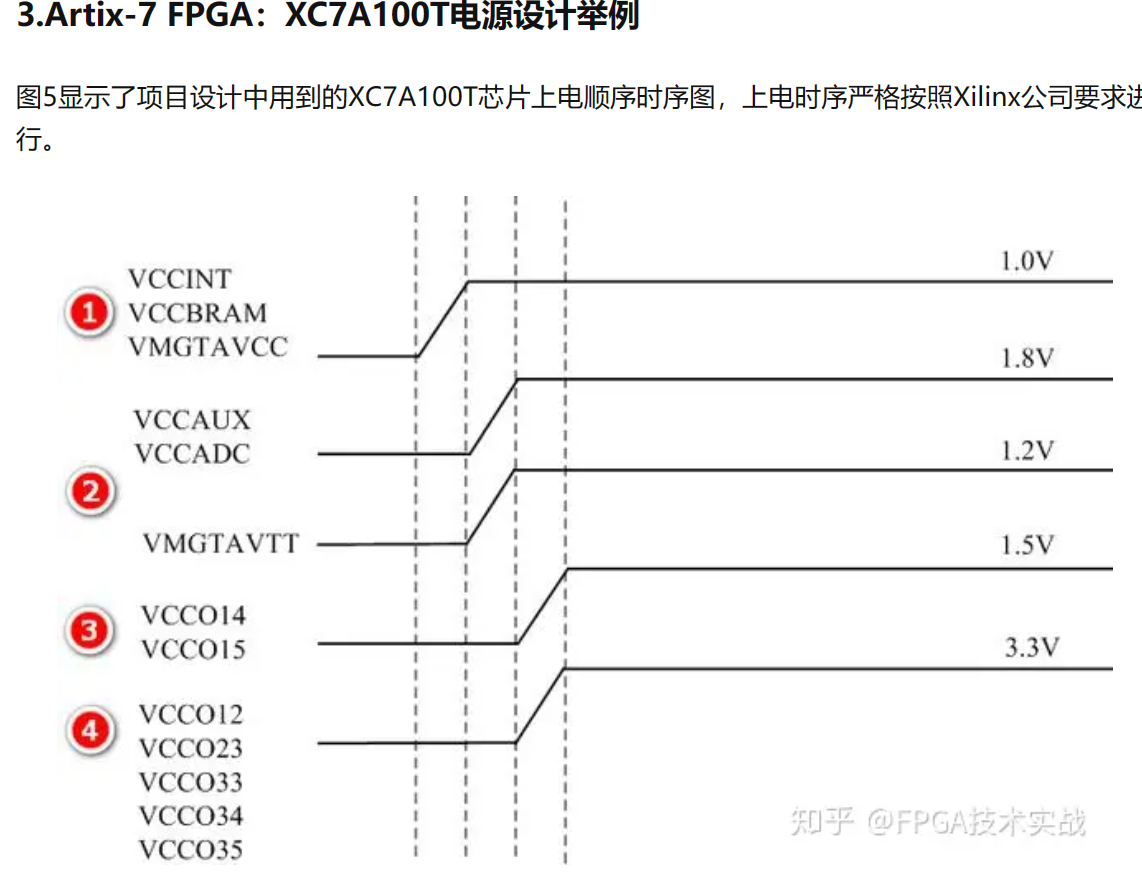 3.Artix-7 FPGA：XC7A100T电源设计举例
图5显示了项目设计中用到的XC7A100T芯片上电顺序时序图，上电时序严格按照Xilinx公司要求进
行。
1.0V
VCCINT
1 VCCBRAM
VMGTAVCC
1.8V
VCCAUX
VCCADC
1.2V
2
VMGTAVTT
1.5V
VCCO14
3
VCCO15
3.3V
VCCO12
4
VCCO23
VCCO33
VCCO34
VCCO35
知乎 @FPGA技术实战